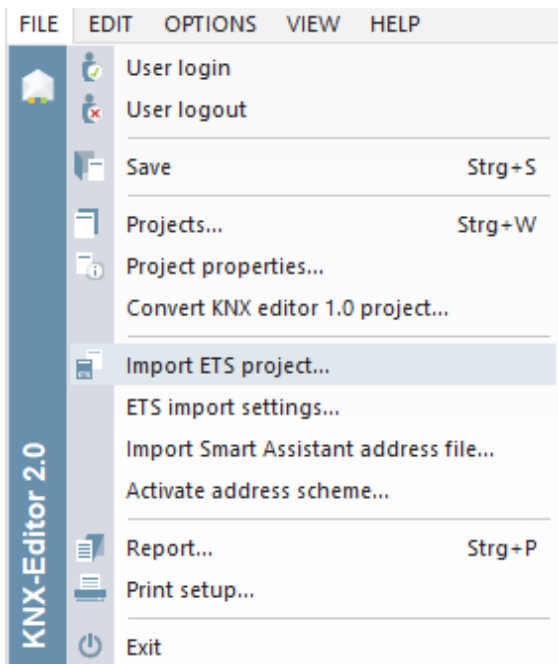 FILE EDIT OPTIONS VIEW HELP
User login
User logout
Save Strg+S
Projects... Strg+W
Project properties...
Convert KNX editor 1.0 project...
Import ETS project...
ETS import settings...
Import Smart Assistant address file...
Activate address scheme...
Report... Strg+P
Print setup...
Exit
KNX-Editor 2.0